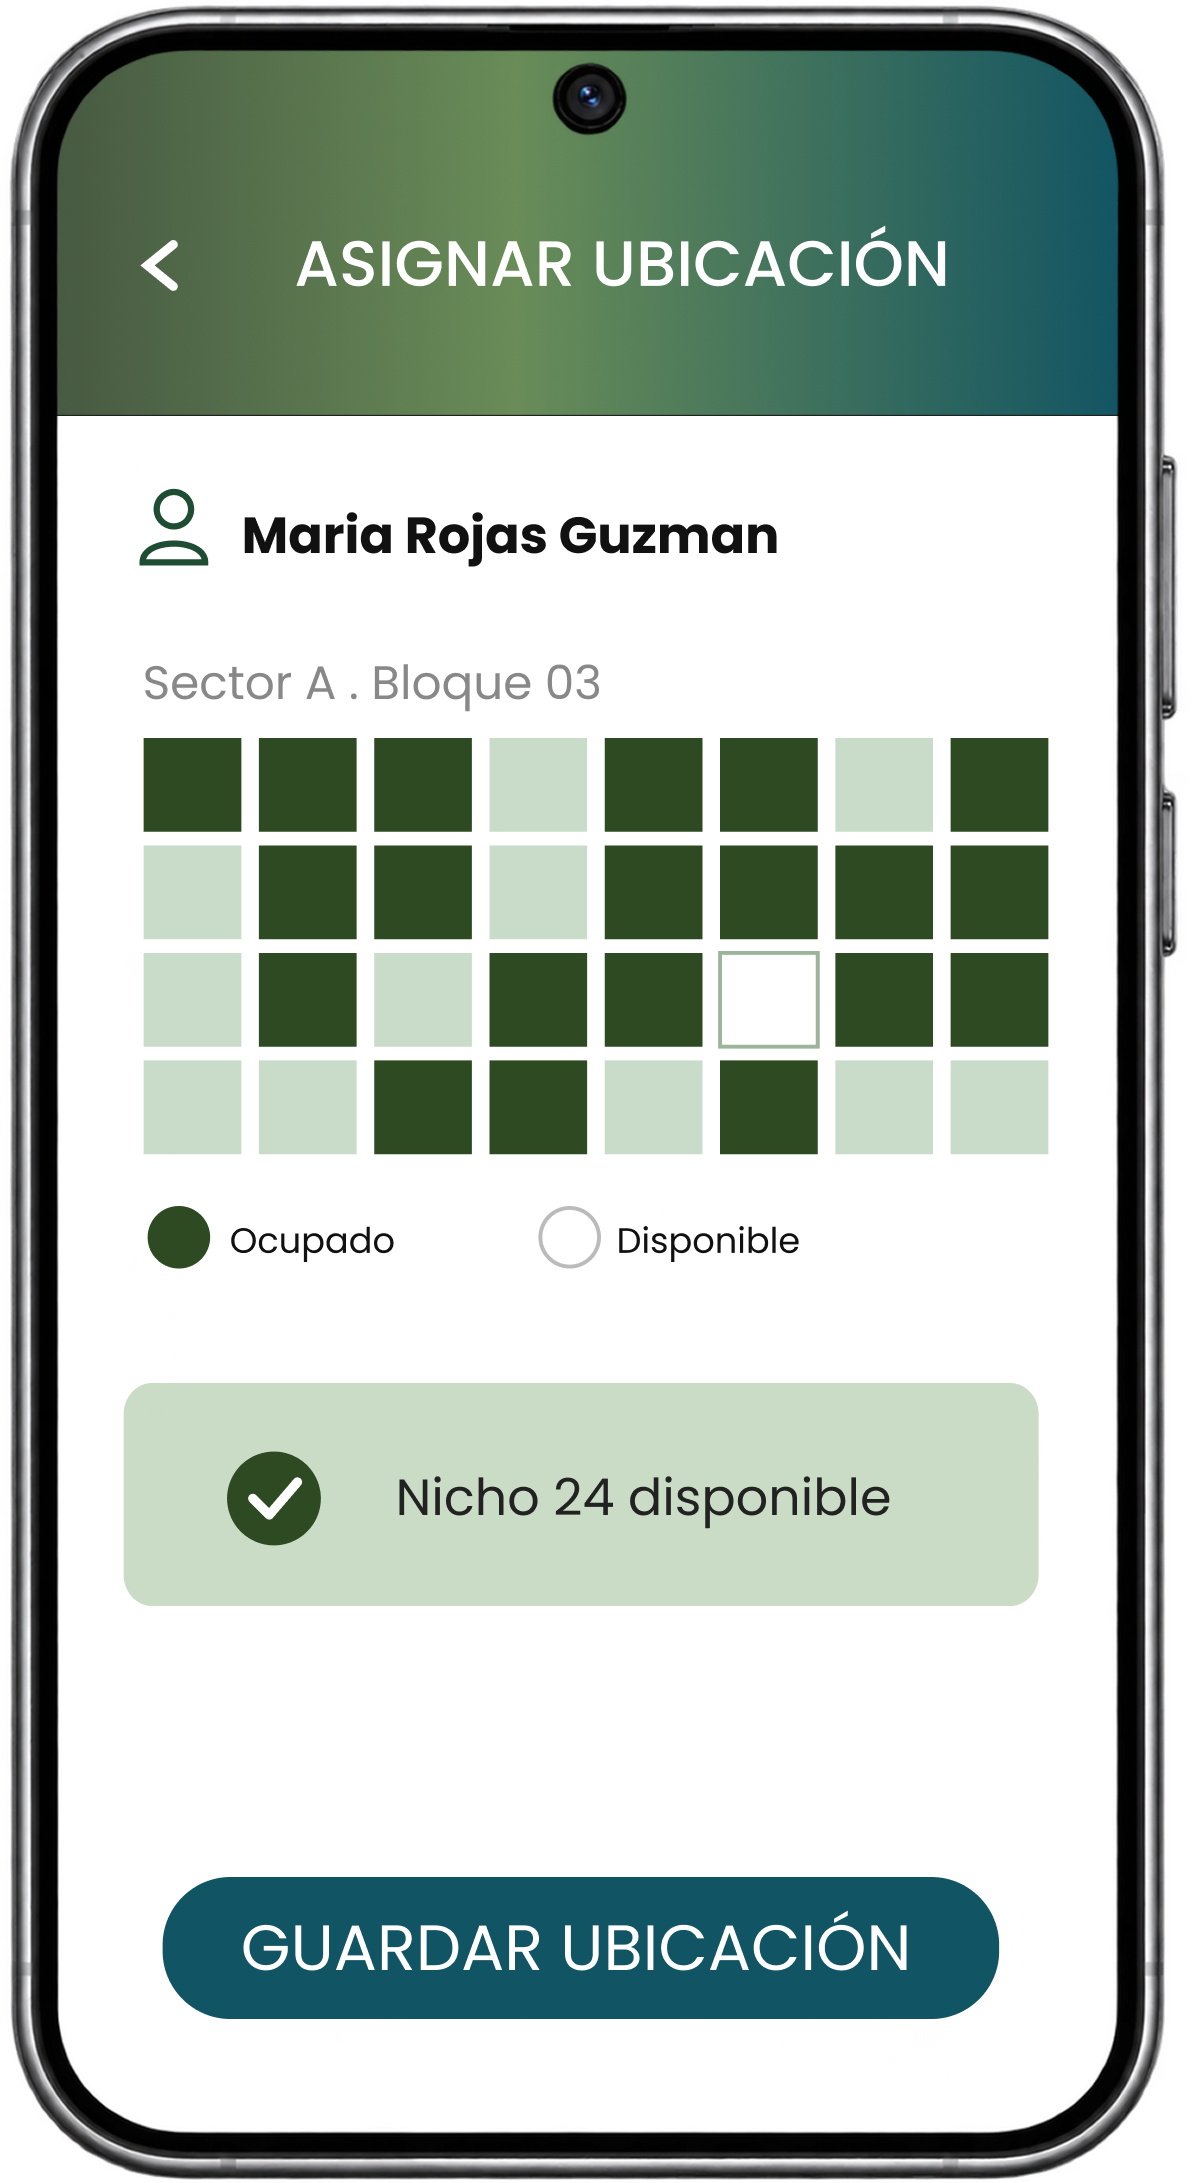 ASIGNAR UBICACIÓN
Maria Rojas Guzman
Sector A . Bloque 03
Ocupado
Disponible
Nicho 24 disponible
GUARDAR UBICACIÓN